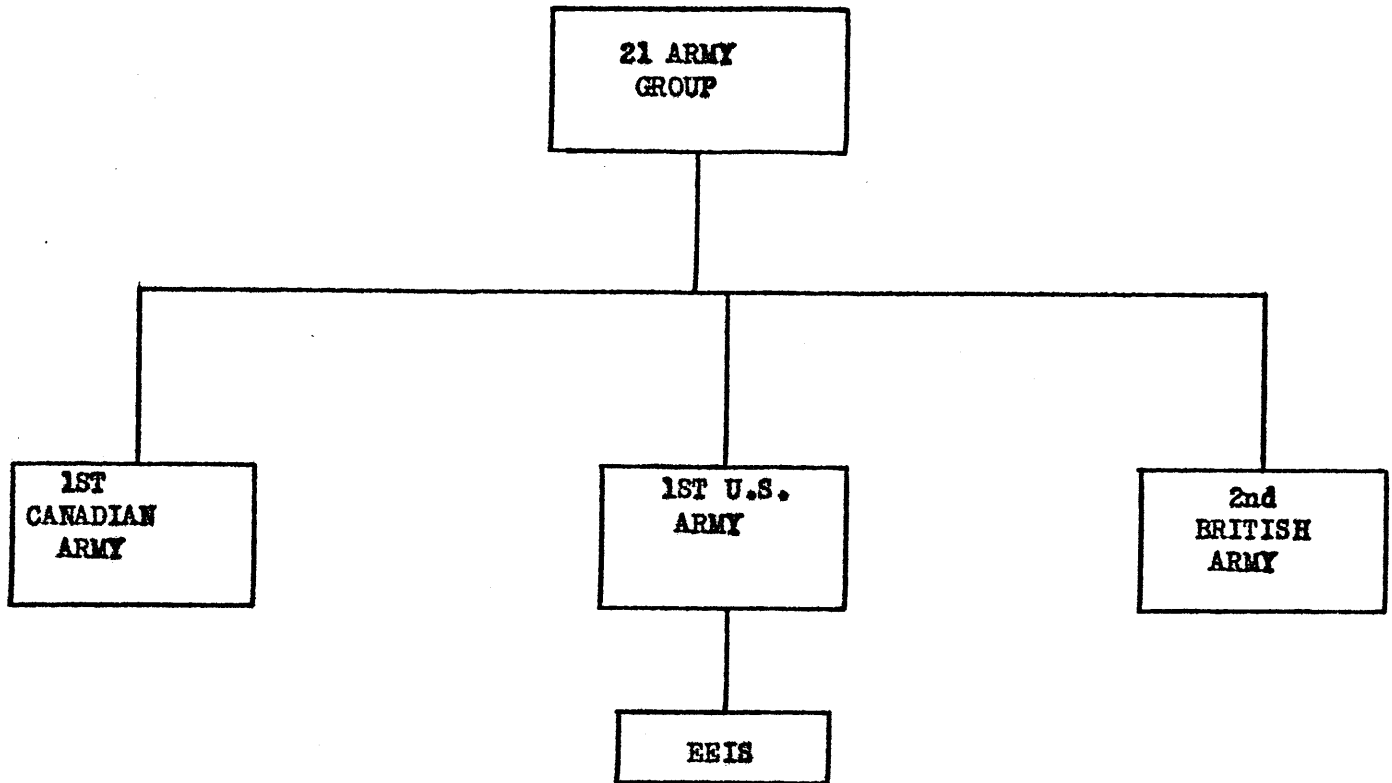 21 ARMY
GROUP
1ST
CANADIAN
ARMY
1ST U.S.
ARMY
2nd
BRITISH
ARMY
EEIS